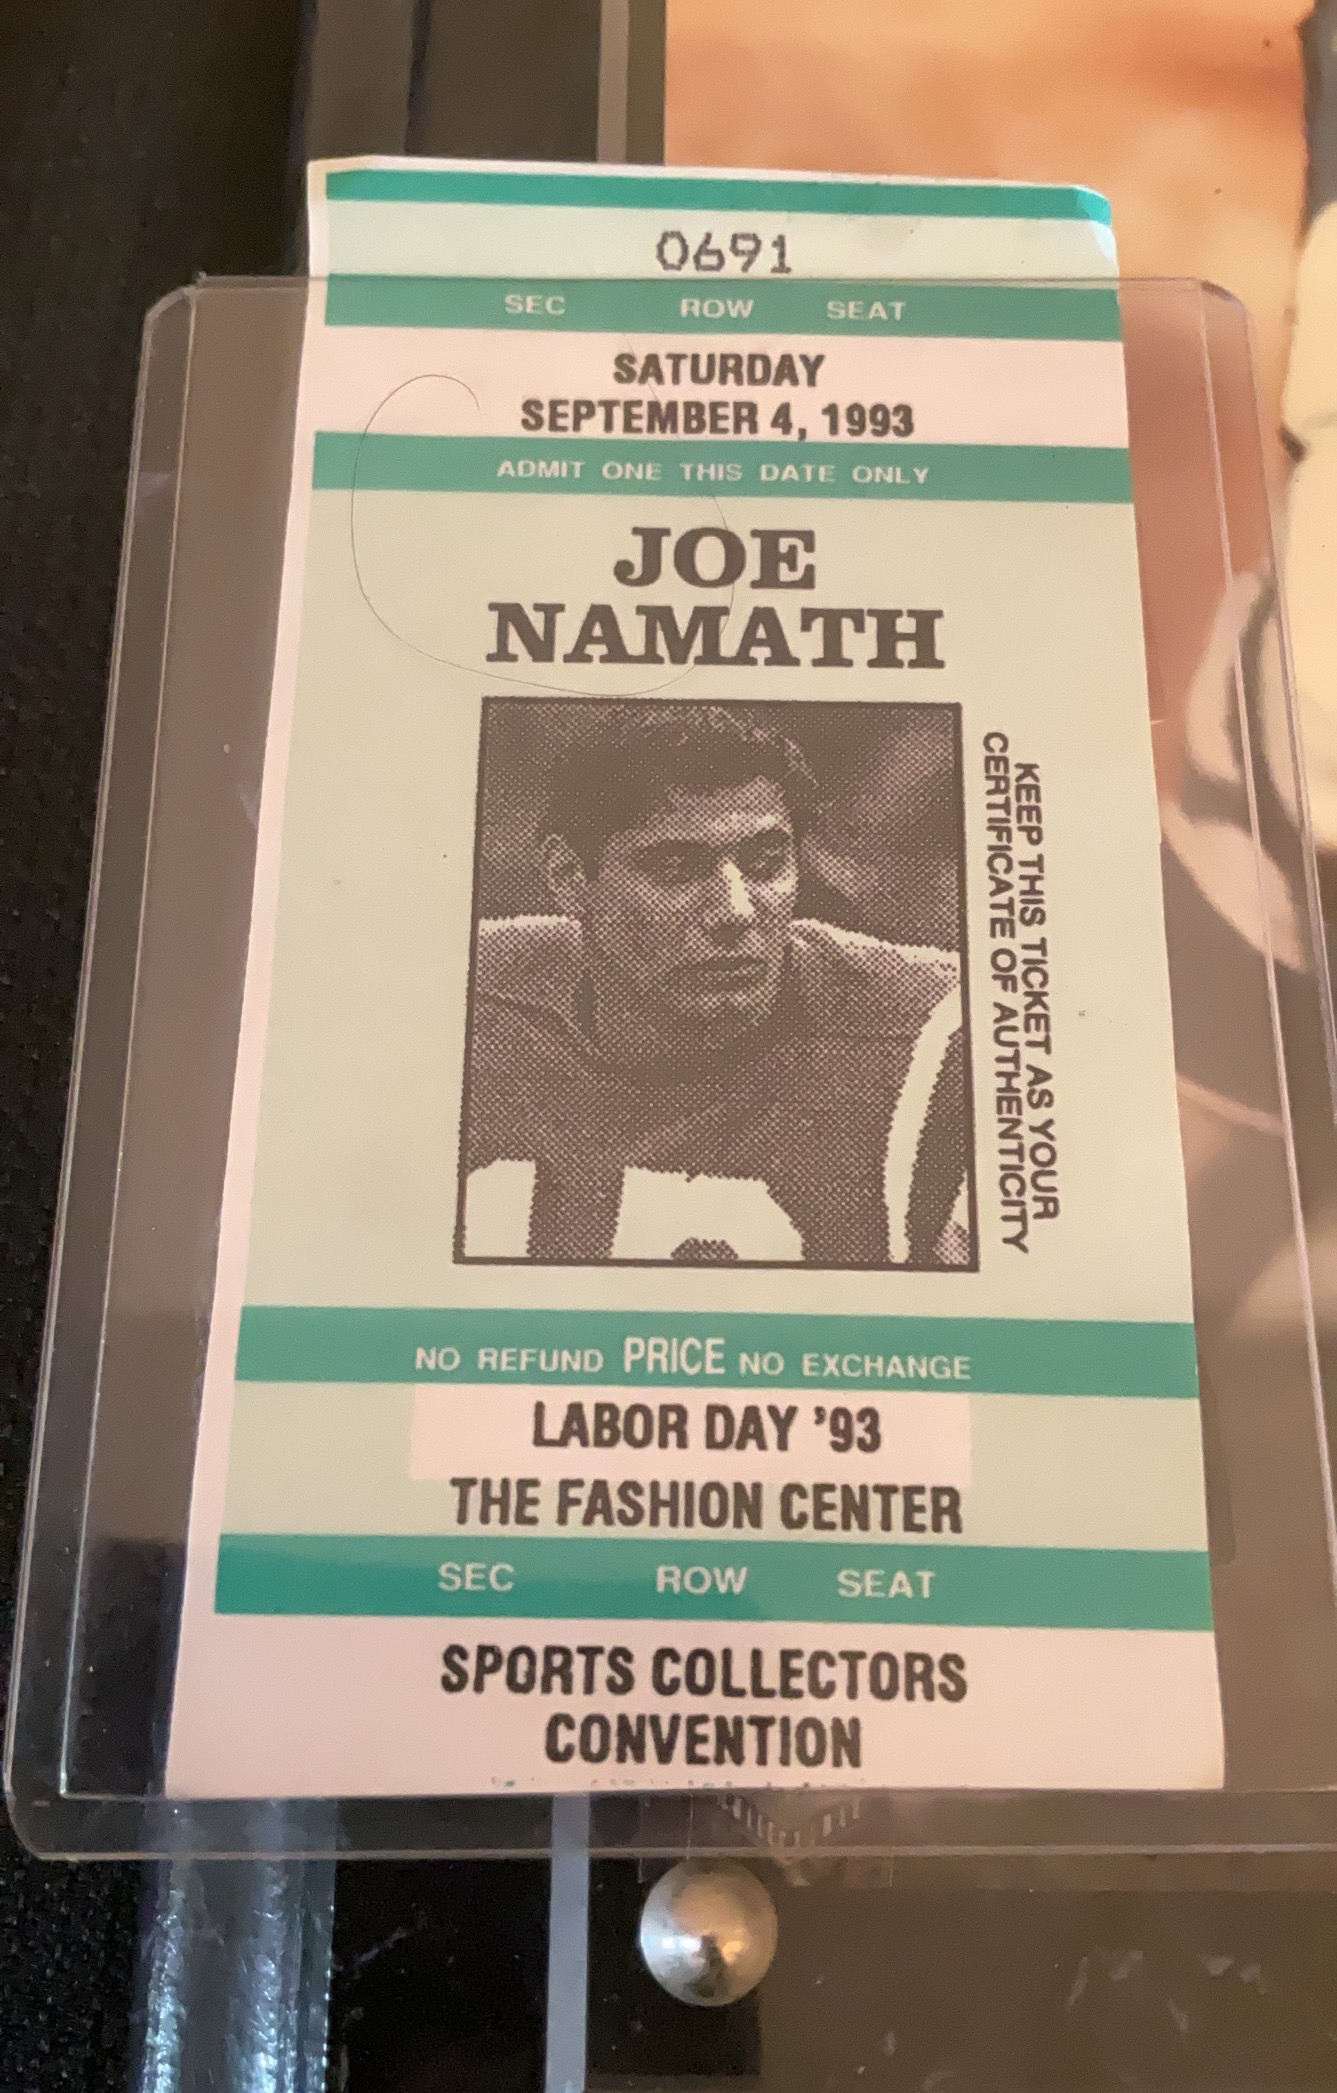 0691
SEC ROW SEAT
SATURDAY
SEPTEMBER 4, 1993
ADMIT ONE THIS DATE ONLY
JOE
NAMATH
KEEP THIS TICKET AS YOUR
CERTIFICATE OF AUTHENTICITY
NO REFUND PRICE NO EXCHANGE
LABOR DAY '93
THE FASHION CENTER
SEC ROW SEAT
SPORTS COLLECTORS
CONVENTION